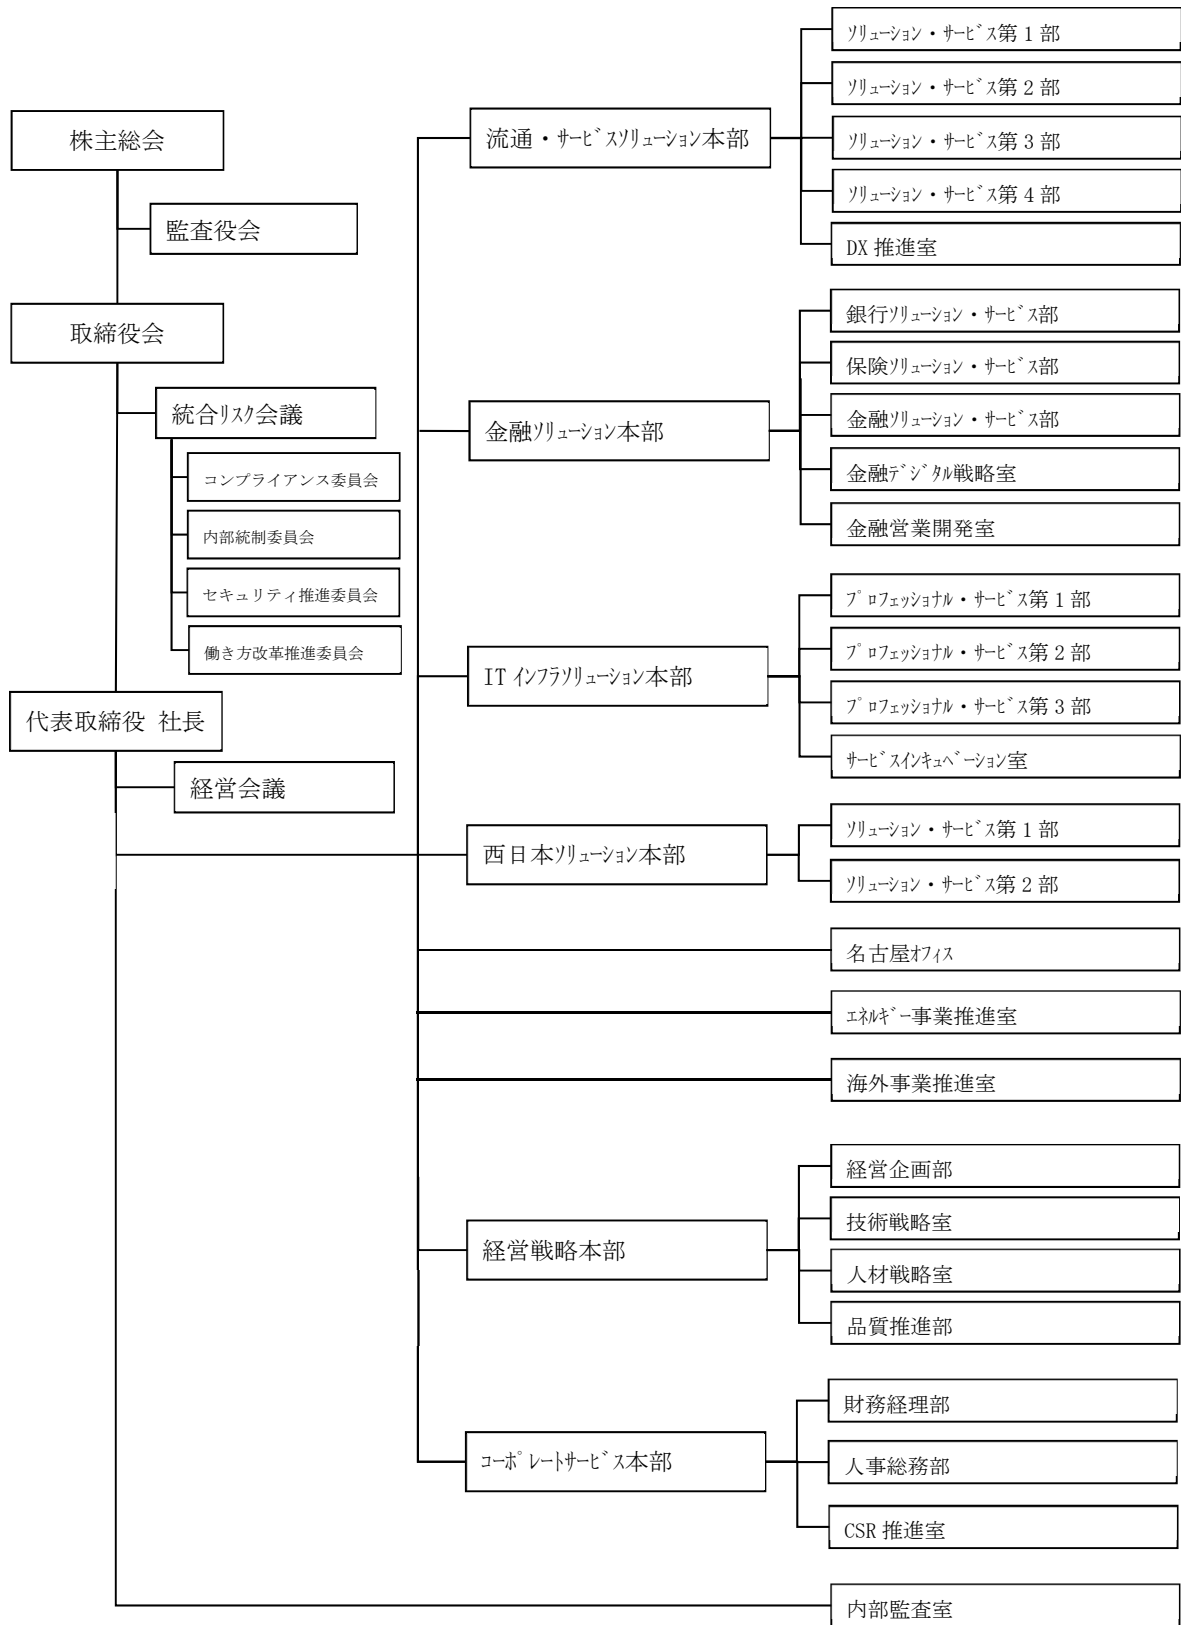 株主総会
監査役会
取締役会
統合ﾘｽｸ会議
コンプライアンス委員会
内部統制委員会
セキュリティ推進委員会
働き方改革推進委員会
代表取締役 社長
経営会議
流通・ｻｰﾋﾞｽｿﾘｭｰｼｮﾝ本部
ｿﾘｭｰｼｮﾝ・ｻｰﾋﾞｽ第 1 部
ｿﾘｭｰｼｮﾝ・ｻｰﾋﾞｽ第 2 部
ｿﾘｭｰｼｮﾝ・ｻｰﾋﾞｽ第 3 部
ｿﾘｭｰｼｮﾝ・ｻｰﾋﾞｽ第 4 部
DX 推進室
金融ｿﾘｭｰｼｮﾝ本部
銀行ｿﾘｭｰｼｮﾝ・ｻｰﾋﾞｽ部
保険ｿﾘｭｰｼｮﾝ・ｻｰﾋﾞｽ部
金融ｿﾘｭｰｼｮﾝ・ｻｰﾋﾞｽ部
金融ﾃﾞｼﾞﾀﾙ戦略室
金融営業開発室
IT ｲﾝﾌﾗｿﾘｭｰｼｮﾝ本部
ﾌﾟﾛﾌｪｯｼｮﾅﾙ・ｻｰﾋﾞｽ第 1 部
ﾌﾟﾛﾌｪｯｼｮﾅﾙ・ｻｰﾋﾞｽ第 2 部
ﾌﾟﾛﾌｪｯｼｮﾅﾙ・ｻｰﾋﾞｽ第 3 部
ｻｰﾋﾞｽｲﾝｷｭﾍﾞｰｼｮﾝ室
西日本ｿﾘｭｰｼｮﾝ本部
ｿﾘｭｰｼｮﾝ・ｻｰﾋﾞｽ第 1 部
ｿﾘｭｰｼｮﾝ・ｻｰﾋﾞｽ第 2 部
名古屋ｵﾌｨｽ
ｴﾈﾙｷﾞｰ事業推進室
海外事業推進室
経営戦略本部
経営企画部
技術戦略室
人材戦略室
品質推進部
ｺｰﾎﾟﾚｰﾄｻｰﾋﾞｽ本部
財務経理部
人事総務部
CSR 推進室
内部監査室